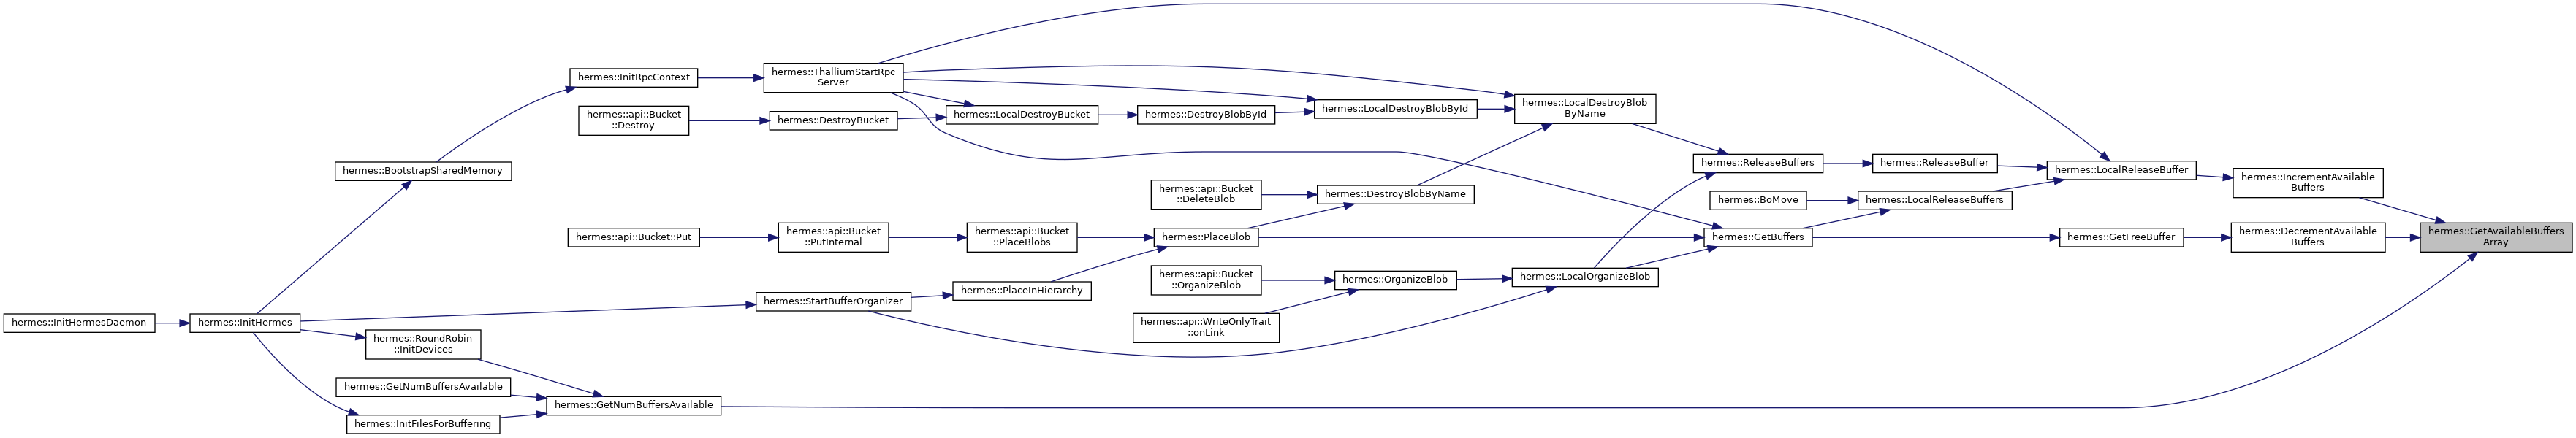 hermes::ThalliumStartRpc
Server
hermes::InitRpcContext
hermes::api::Bucket
::Destroy
hermes::DestroyBucket
hermes::LocalDestroyBucket
hermes::DestroyBlobById
hermes::LocalDestroyBlobById
hermes::LocalDestroyBlob
ByName
hermes::BootstrapSharedMemory
hermes::ReleaseBuffers
hermes::ReleaseBuffer
hermes::LocalReleaseBuffer
hermes::IncrementAvailable
Buffers
hermes::api::Bucket
::DeleteBlob
hermes::DestroyBlobByName
hermes::BoMove
hermes::LocalReleaseBuffers
hermes::api::Bucket::Put
hermes::api::Bucket
::PutInternal
hermes::api::Bucket
::PlaceBlobs
hermes::PlaceBlob
hermes::GetBuffers
hermes::GetFreeBuffer
hermes::DecrementAvailable
Buffers
hermes::GetAvailableBuffers
Array
hermes::api::Bucket
::OrganizeBlob
hermes::OrganizeBlob
hermes::LocalOrganizeBlob
hermes::PlaceInHierarchy
hermes::StartBufferOrganizer
hermes::api::WriteOnlyTrait
::onLink
hermes::InitHermesDaemon
hermes::InitHermes
hermes::RoundRobin
::InitDevices
hermes::GetNumBuffersAvailable
hermes::GetNumBuffersAvailable
hermes::InitFilesForBuffering